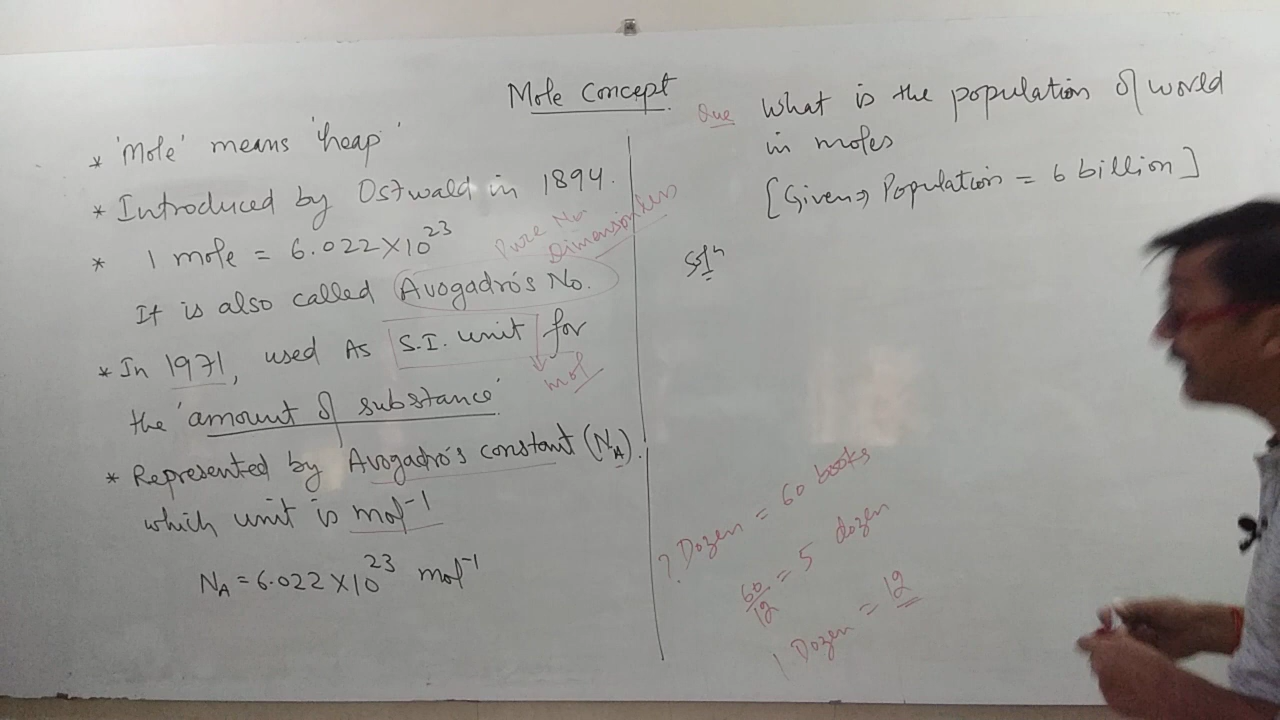 Mole Concept
* 'Mole' means 'heap'
* Introduced by Ostwald in 1894.
* 1 mole = 6.022 X 10²³
Pure No.
Dimensionless
It is also called Avogadro's No.
* In 1971, used As S.I. unit for
mol
the 'amount of substance'
* Represented by Avogadro's constant (N_A).
which unit is mol⁻¹
N_A = 6.022 X 10²³ mol⁻¹
Que What is the population of world
in moles
[Given⇒ Population = 6 billion]
Solⁿ
? Dozen = 60 books
60/12 = 5 dozen
1 Dozen = 12